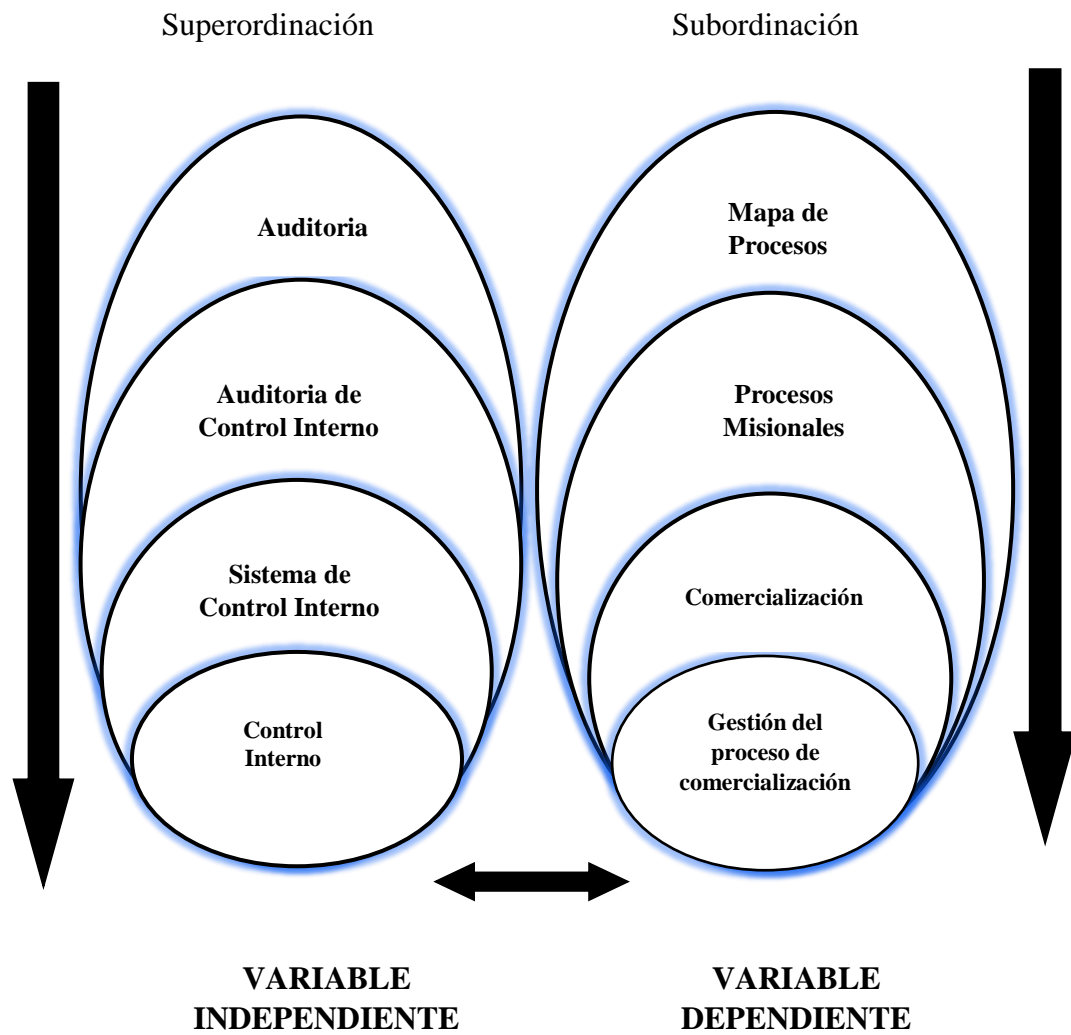 Superordinación
Subordinación
Auditoria
Auditoria de
Control Interno
Sistema de
Control Interno
Control
Interno
Mapa de
Procesos
Procesos
Misionales
Comercialización
Gestión del
proceso de
comercialización
VARIABLE
INDEPENDIENTE
VARIABLE
DEPENDIENTE